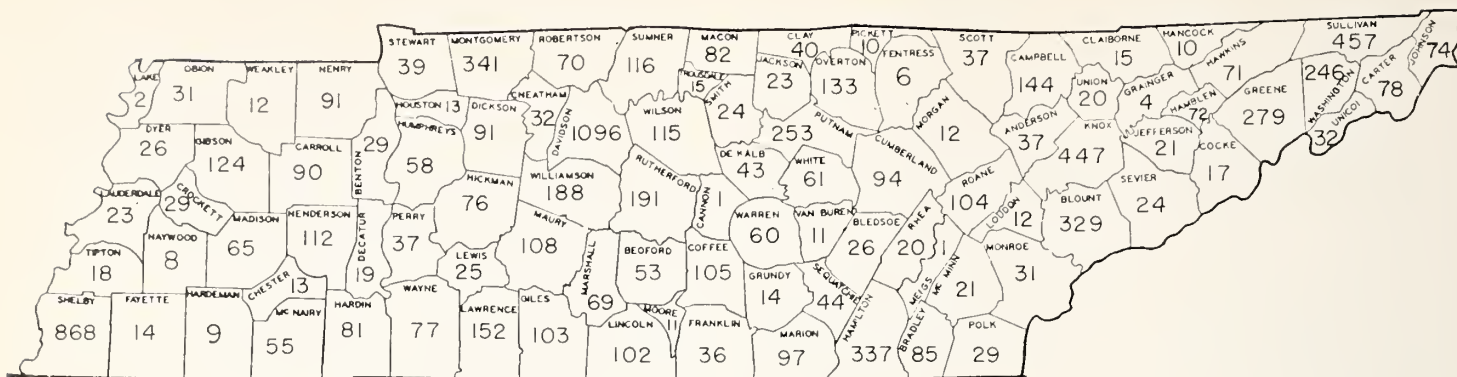 STEWART
39
MONTGOMERY
341
ROBERTSON
70
SUMNER
116
MACON
82
TROUSDALE
15
CLAY
40
PICKETT
10
FENTRESS
6
SCOTT
37
CAMPBELL
144
CLAIBORNE
15
HANCOCK
10
HAWKINS
71
SULLIVAN
457
JOHNSON
LAKE
2
OBION
31
WEAKLEY
12
HENRY
91
HOUSTON 13
DICKSON
91
CHEATHAM
32
DAVIDSON
1096
WILSON
115
SMITH
24
JACKSON
23
OVERTON
133
PUTNAM
253
MORGAN
12
ANDERSON
37
UNION
20
GRAINGER
4
HAMBLEN
72
GREENE
279
WASHINGTON
246
UNICOI
32
CARTER
78
DYER
26
GIBSON
124
CARROLL
90
BENTON
29
HUMPHREYS
58
HICKMAN
76
WILLIAMSON
188
RUTHERFORD
191
CANNON
1
DE KALB
43
WHITE
61
CUMBERLAND
94
ROANE
104
LOUDON
12
KNOX
447
JEFFERSON
21
COCKE
17
SEVIER
24
BLOUNT
329
LAUDERDALE
23
CROCKETT
29
MADISON
65
HENDERSON
112
DECATUR
19
PERRY
37
LEWIS
25
MAURY
108
MARSHALL
69
BEDFORD
53
COFFEE
105
WARREN
60
VAN BUREN
11
BLEDSOE
26
RHEA
20
MEIGS
1
MC MINN
21
MONROE
31
TIPTON
18
HAYWOOD
8
CHESTER
13
SHELBY
868
FAYETTE
14
HARDEMAN
9
MC NAIRY
55
HARDIN
81
WAYNE
77
LAWRENCE
152
GILES
103
LINCOLN
102
MOORE
11
FRANKLIN
36
GRUNDY
14
SEQUATCHIE
44
MARION
97
HAMILTON
337
BRADLEY
85
POLK
29